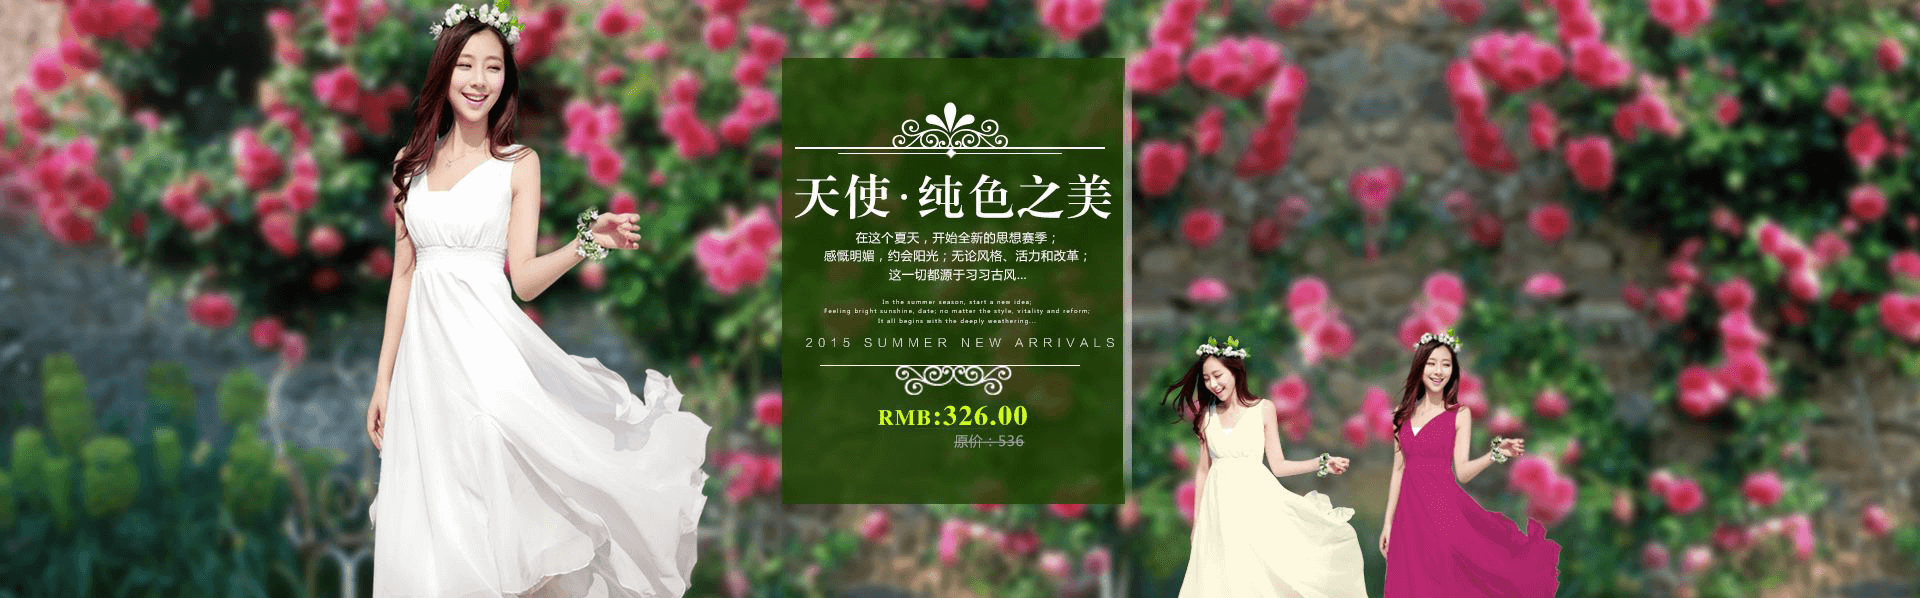 天使·纯色之美
在这个夏天，开始全新的思想赛季；
感慨明媚，约会阳光；无论风格、活力和改革；
这一切都源于习习古风...
In the summer season, start a new idea;
Feeling bright sunshine, date; no matter the style, vitality and reform;
It all begins with the deeply weathering...
2015 SUMMER NEW ARRIVALS
RMB:326.00
原价：536